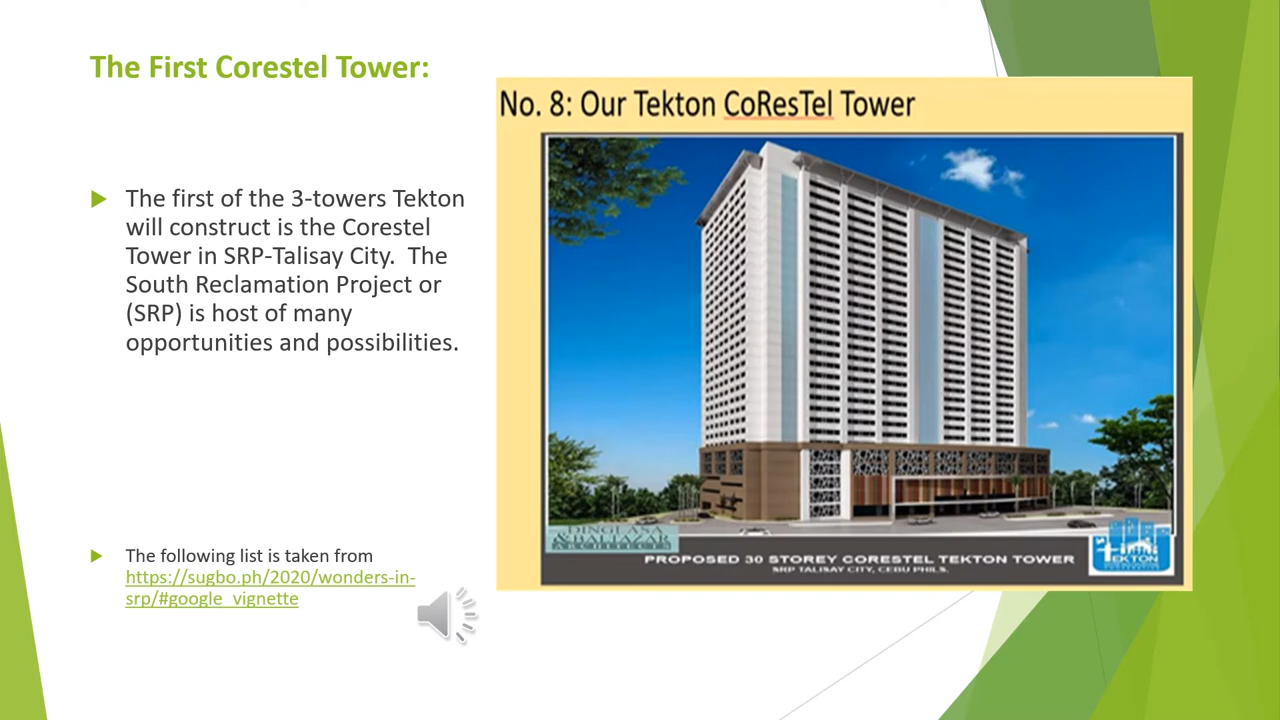 The First Corestel Tower:
The first of the 3-towers Tekton
will construct is the Corestel
Tower in SRP-Talisay City.  The
South Reclamation Project or
(SRP) is host of many
opportunities and possibilities.
The following list is taken from
https://sugbo.ph/2020/wonders-in-
srp/#google_vignette
No. 8: Our Tekton CoResTel Tower
DINGLASA
& BALTAZAR
ARCHITECTS
PROPOSED 30 STOREY CORESTEL TEKTON TOWER
SRP TALISAY CITY, CEBU PHILS.
TEKTON